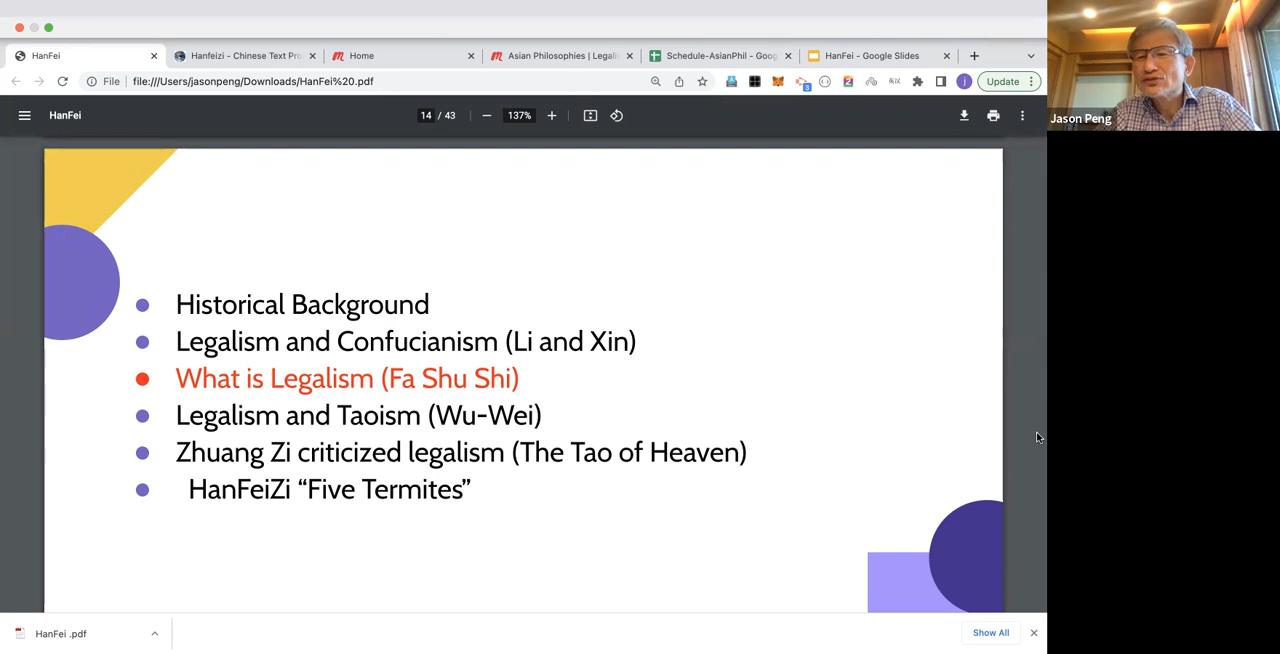 HanFei
Hanfeizi - Chinese Text Pro
Home
Asian Philosophies | Legali
Schedule-AsianPhil - Goog
HanFei - Google Slides
File
file:///Users/jasonpeng/Downloads/HanFei%20.pdf
3
j
Update
HanFei
14 / 43
137%
Jason Peng
Historical Background
Legalism and Confucianism (Li and Xin)
What is Legalism (Fa Shu Shi)
Legalism and Taoism (Wu-Wei)
Zhuang Zi criticized legalism (The Tao of Heaven)
HanFeiZi “Five Termites”
HanFei .pdf
Show All